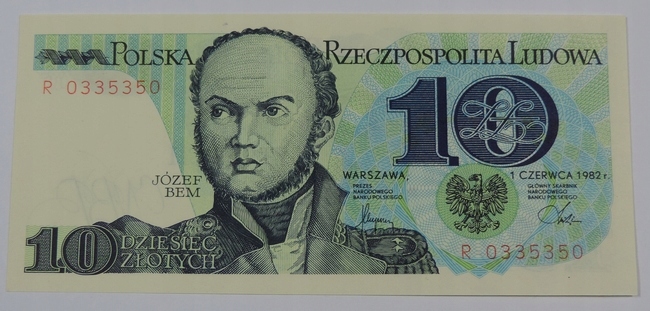 POLSKA RZECZPOSPOLITA LUDOWA
R 0335350
10
JÓZEF
BEM
WARSZAWA, 1 CZERWCA 1982 r.
PREZES
NARODOWEGO
BANKU POLSKIEGO
GŁÓWNY SKARBNIK
NARODOWEGO
BANKU POLSKIEGO
R 0335350
10 DZIESIĘĆ
ZŁOTYCH